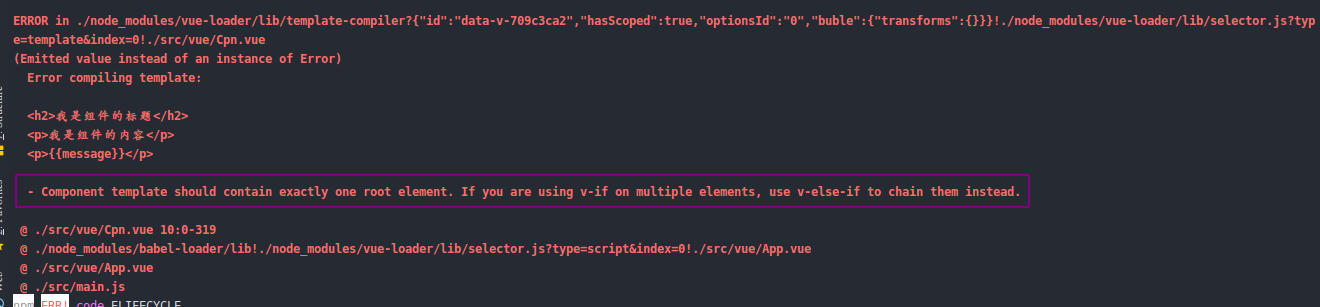 ERROR in ./node_modules/vue-loader/lib/template-compiler?{"id":"data-v-709c3ca2","hasScoped":true,"optionsId":"0","buble":{"transforms":{}}}!./node_modules/vue-loader/lib/selector.js?typ
e=template&index=0!./src/vue/Cpn.vue
(Emitted value instead of an instance of Error)
Error compiling template:
<h2>我是组件的标题</h2>
<p>我是组件的内容</p>
<p>{{message}}</p>
- Component template should contain exactly one root element. If you are using v-if on multiple elements, use v-else-if to chain them instead.
@ ./src/vue/Cpn.vue 10:0-319
@ ./node_modules/babel-loader/lib!./node_modules/vue-loader/lib/selector.js?type=script&index=0!./src/vue/App.vue
@ ./src/vue/App.vue
@ ./src/main.js
npm ERR! code ELIFECYCLE